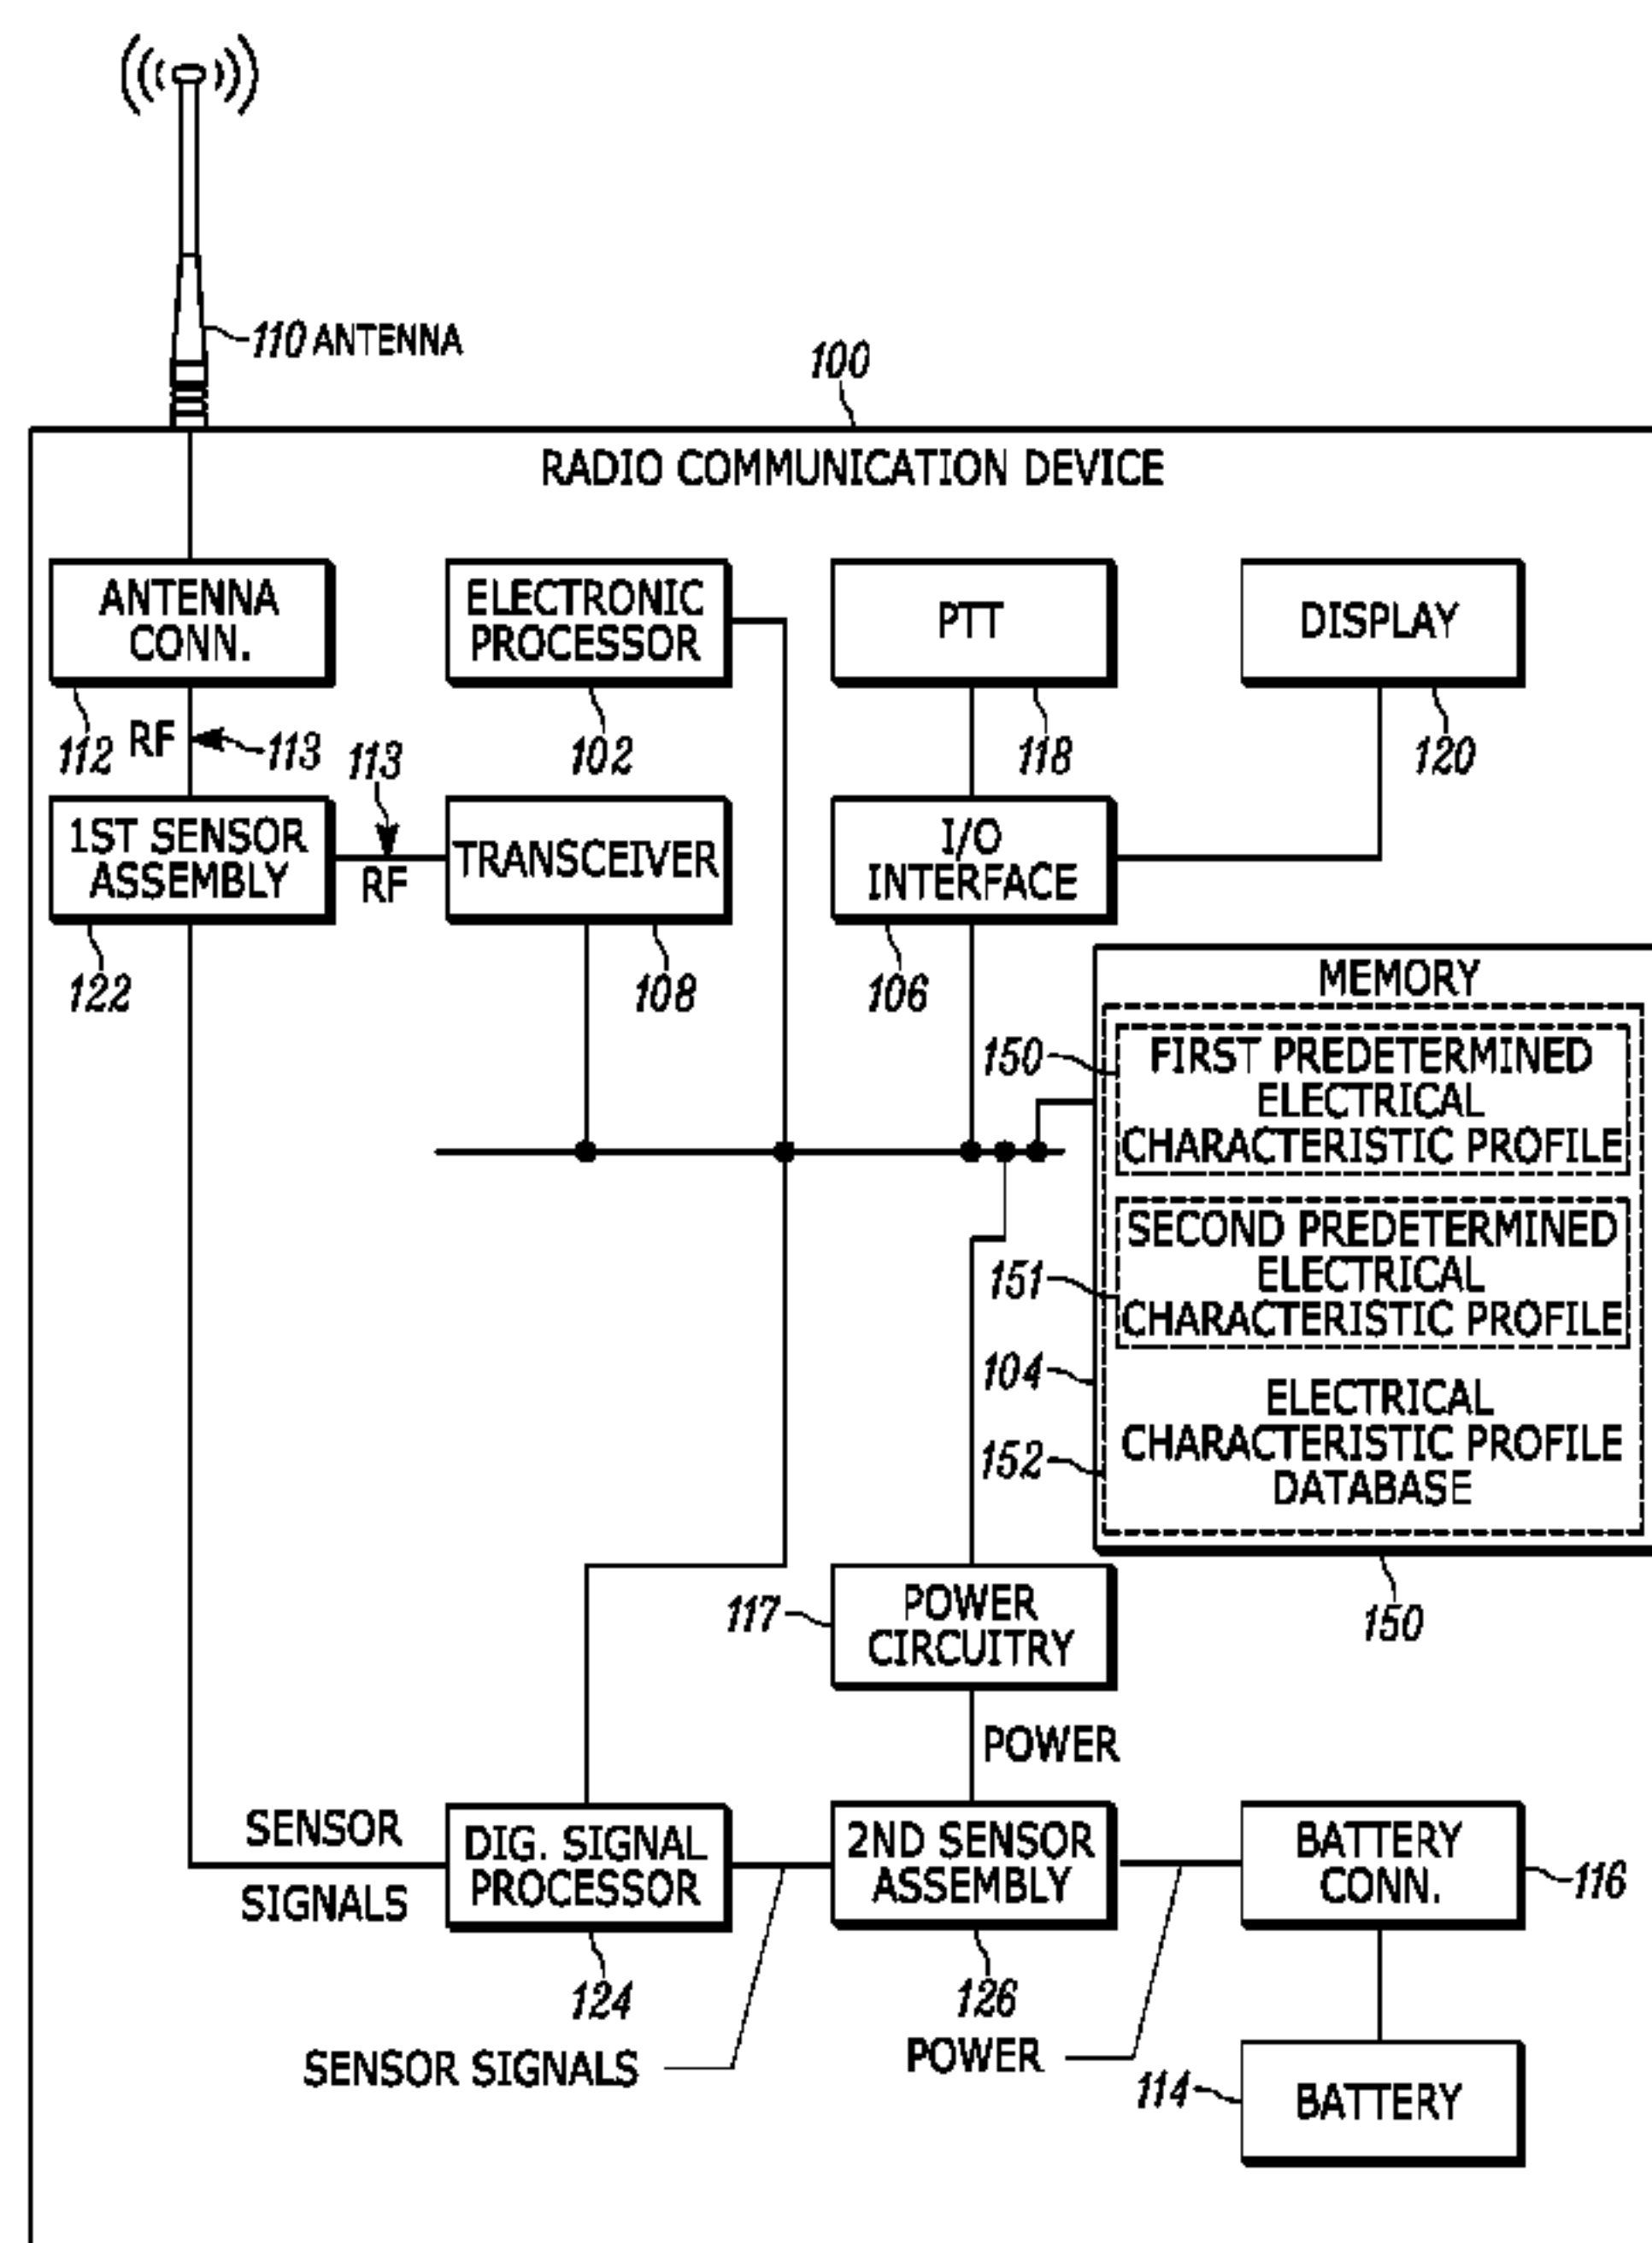 110 ANTENNA
100
RADIO COMMUNICATION DEVICE
ANTENNA
CONN.
ELECTRONIC
PROCESSOR
PTT
DISPLAY
112
RF
113
113
102
118
120
1ST SENSOR
ASSEMBLY
RF
TRANSCEIVER
I/O
INTERFACE
122
108
106
MEMORY
150
FIRST PREDETERMINED
ELECTRICAL
CHARACTERISTIC PROFILE
SECOND PREDETERMINED
ELECTRICAL
CHARACTERISTIC PROFILE
151
104
152
ELECTRICAL
CHARACTERISTIC PROFILE
DATABASE
150
117
POWER
CIRCUITRY
POWER
SENSOR
SIGNALS
DIG. SIGNAL
PROCESSOR
2ND SENSOR
ASSEMBLY
BATTERY
CONN.
116
124
126
SENSOR SIGNALS
POWER
114
BATTERY